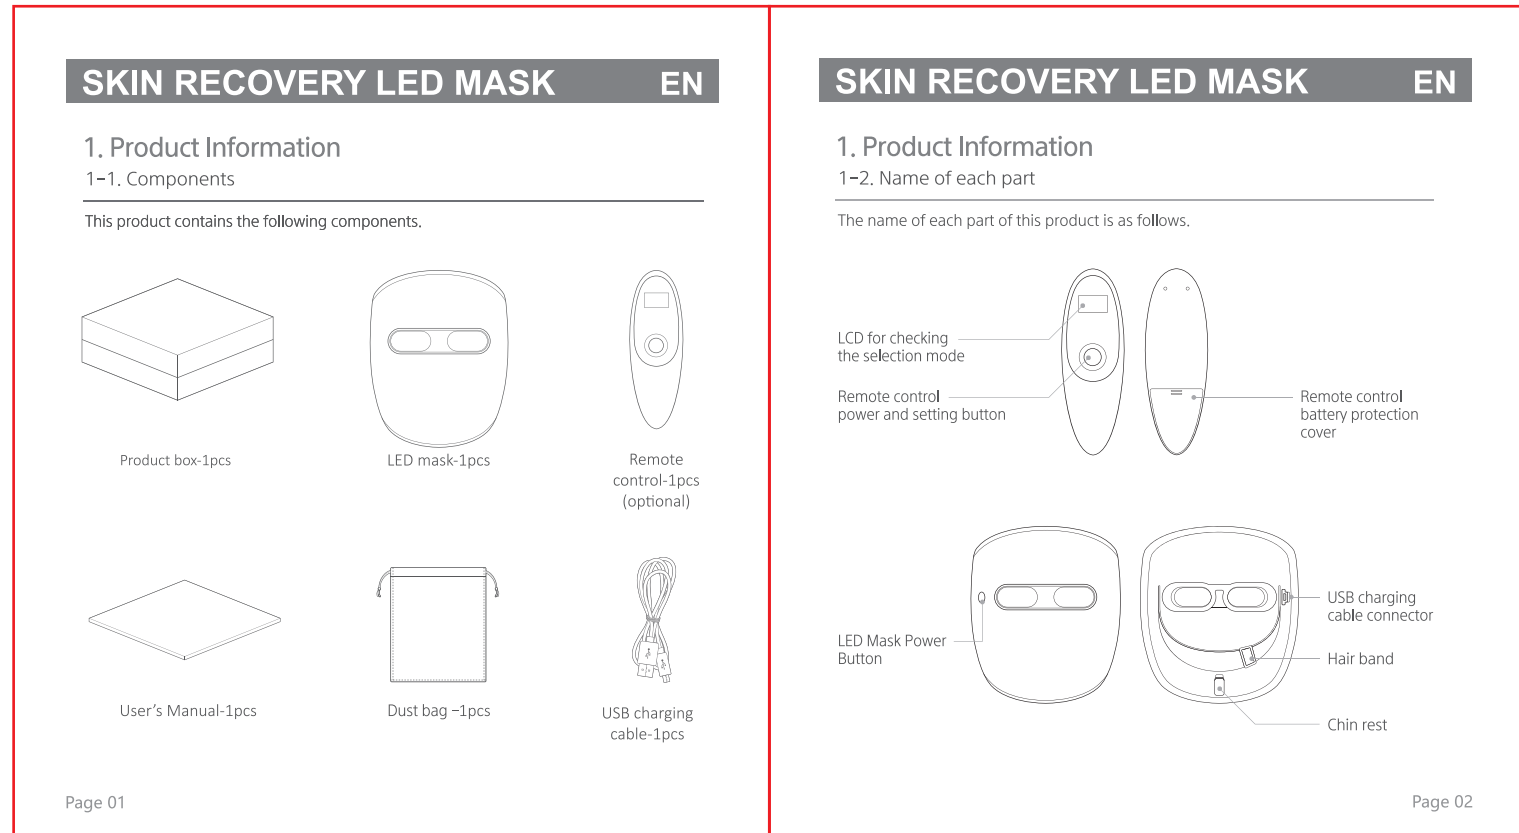 SKIN RECOVERY LED MASK EN
1. Product Information
1-1. Components
This product contains the following components.
Product box-1pcs
LED mask-1pcs
Remote
control-1pcs
(optional)
User's Manual-1pcs
Dust bag -1pcs
USB charging
cable-1pcs
Page 01
SKIN RECOVERY LED MASK EN
1. Product Information
1-2. Name of each part
The name of each part of this product is as follows.
LCD for checking
the selection mode
Remote control
power and setting button
Remote control
battery protection
cover
LED Mask Power
Button
USB charging
cable connector
Hair band
Chin rest
Page 02